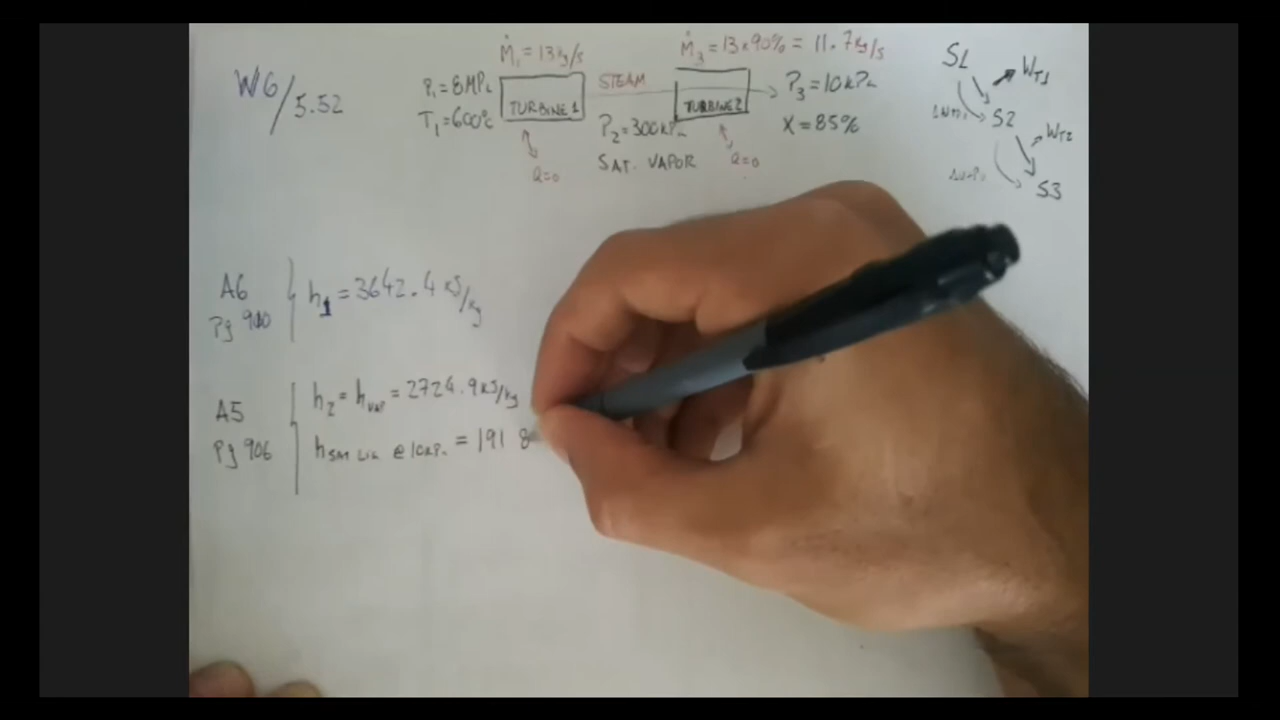 W6/5.52
Ṁ₁ = 13 kg/s
P₁ = 8MPa
T₁ = 600°C
TURBINE 1
Q=0
STEAM
P₂ = 300kPa
SAT. VAPOR
Ṁ₃ = 13x90% = 11.7kg/s
TURBINE 2
Q=0
P₃ = 10kPa
X = 85%
S1
WT1
S2
WT2
S3
A6
Pg 900
h₁ = 3642.4 kJ/kg
A5
Pg 906
h₂ = hVAP = 2724.9 kJ/kg
hSAT LIQ @ 10kPa = 191 8